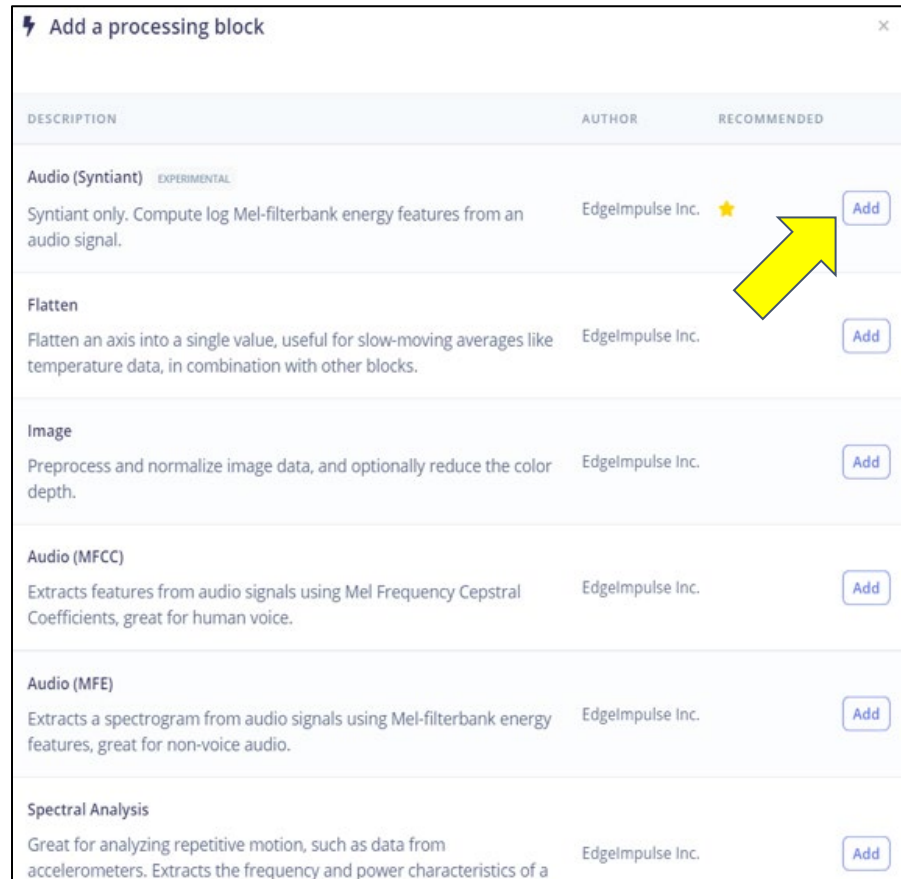 Add a processing block ×
DESCRIPTION AUTHOR RECOMMENDED
Audio (Syntiant) EXPERIMENTAL
Syntiant only. Compute log Mel-filterbank energy features from an
audio signal.
EdgeImpulse Inc. Add
Flatten
Flatten an axis into a single value, useful for slow-moving averages like
temperature data, in combination with other blocks.
EdgeImpulse Inc. Add
Image
Preprocess and normalize image data, and optionally reduce the color
depth.
EdgeImpulse Inc. Add
Audio (MFCC)
Extracts features from audio signals using Mel Frequency Cepstral
Coefficients, great for human voice.
EdgeImpulse Inc. Add
Audio (MFE)
Extracts a spectrogram from audio signals using Mel-filterbank energy
features, great for non-voice audio.
EdgeImpulse Inc. Add
Spectral Analysis
Great for analyzing repetitive motion, such as data from
accelerometers. Extracts the frequency and power characteristics of a
EdgeImpulse Inc. Add